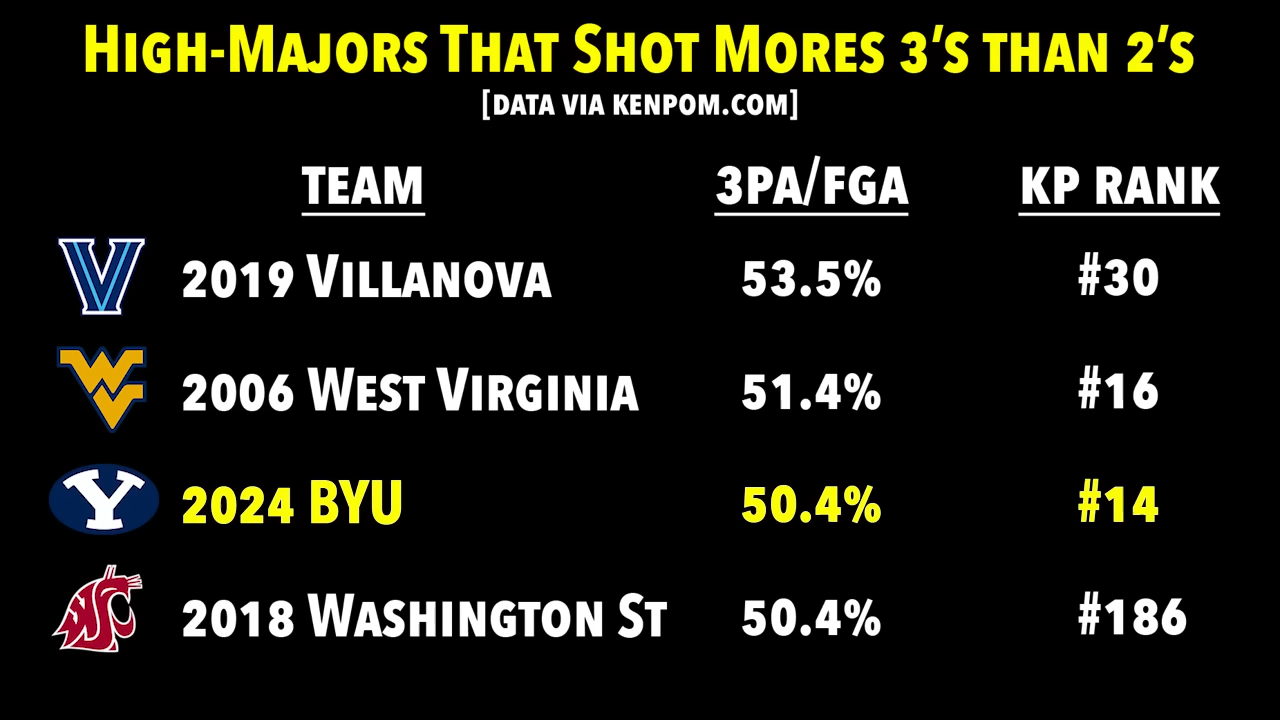 High-Majors That Shot Mores 3's than 2's
[data via kenpom.com]
TEAM 3PA/FGA KP RANK
V 2019 Villanova 53.5% #30
WV 2006 West Virginia 51.4% #16
Y 2024 BYU 50.4% #14
WSC 2018 Washington St 50.4% #186